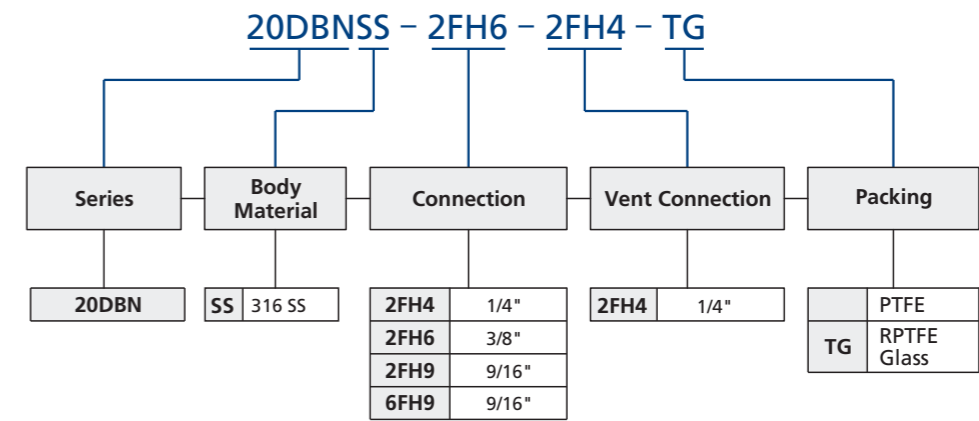 20DBNSS – 2FH6 – 2FH4 – TG
Series
Body
Material
Connection
Vent Connection
Packing
20DBN
SS 316 SS
2FH4 1/4"
2FH6 3/8"
2FH9 9/16"
6FH9 9/16"
2FH4 1/4"
PTFE
TG RPTFE
Glass